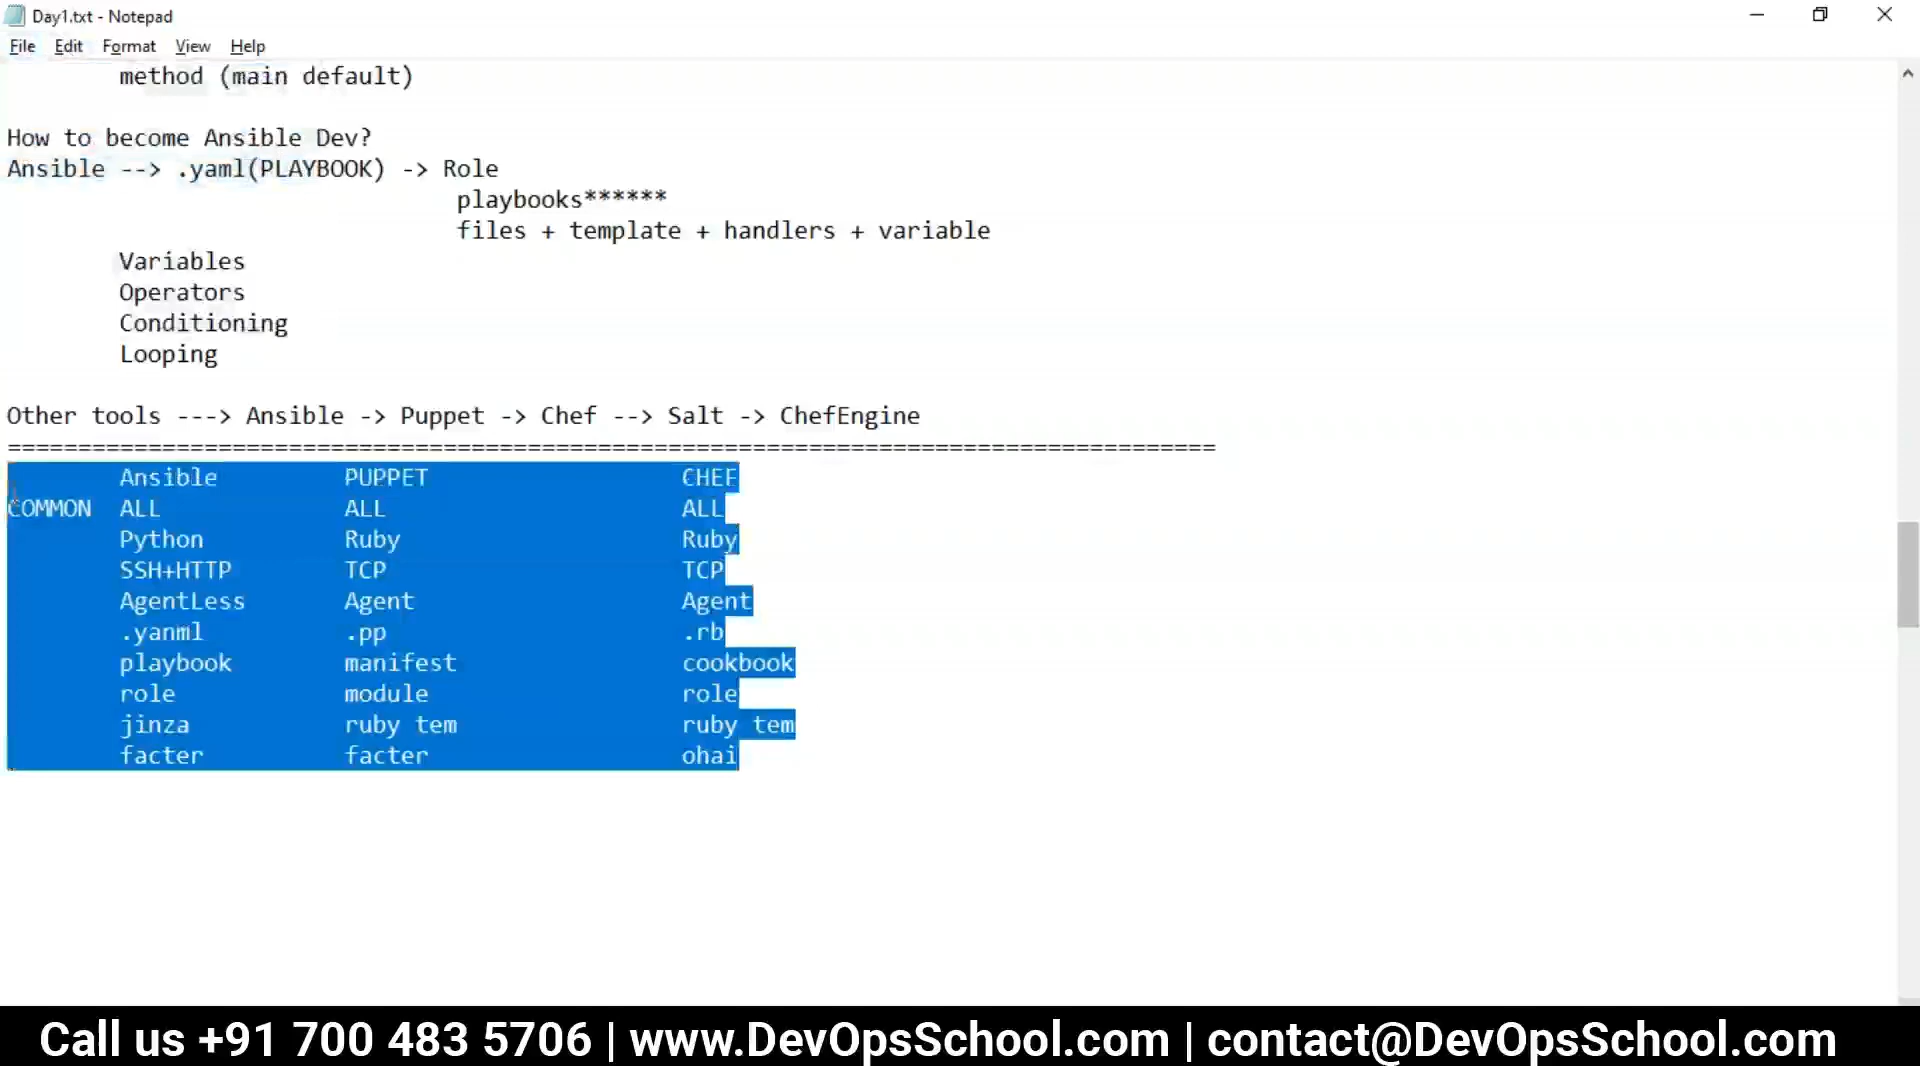 Day1.txt - Notepad
File Edit Format View Help
method (main default)
How to become Ansible Dev?
Ansible --> .yaml(PLAYBOOK) -> Role
playbooks******
files + template + handlers + variable
Variables
Operators
Conditioning
Looping
Other tools ---> Ansible -> Puppet -> Chef --> Salt -> ChefEngine
======================================================================================
Ansible PUPPET CHEF
COMMON ALL ALL ALL
Python Ruby Ruby
SSH+HTTP TCP TCP
AgentLess Agent Agent
.yanml .pp .rb
playbook manifest cookbook
role module role
jinza ruby tem ruby tem
facter facter ohai
Call us +91 700 483 5706 | www.DevOpsSchool.com | contact@DevOpsSchool.com